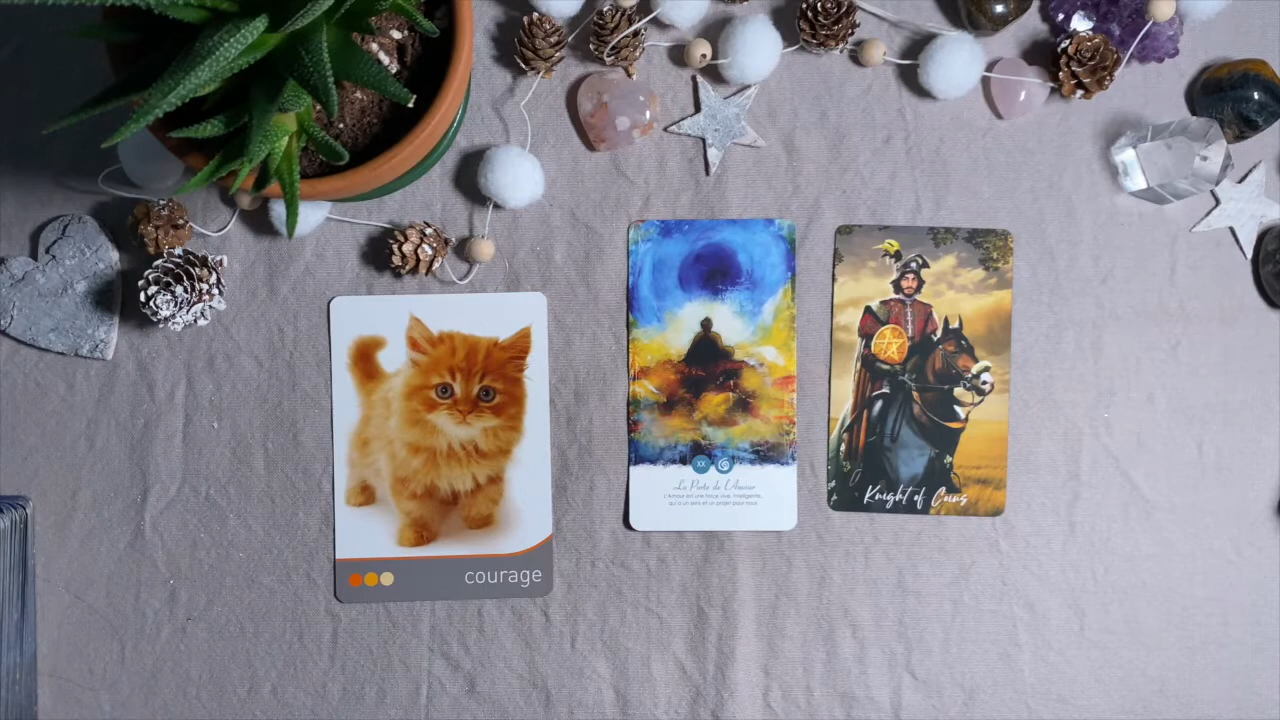 courage
XX
La Porte de L'Amour
L'Amour est une force vive, intelligente,
qui a un sens et un projet pour nous.
Knight of Coins